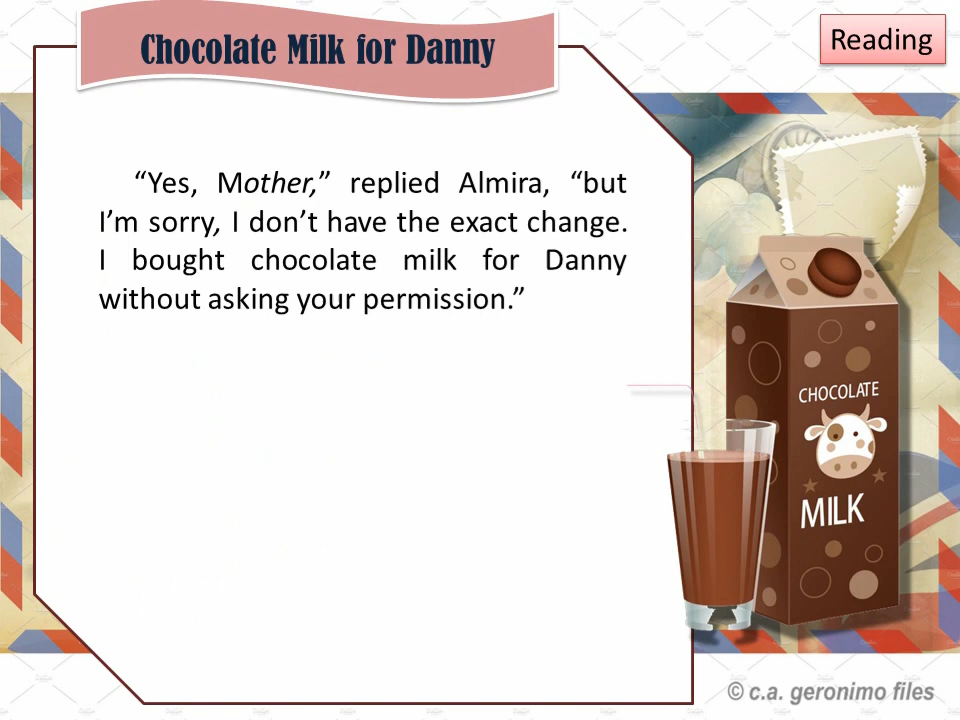 Chocolate Milk for Danny
Reading
“Yes, Mother,” replied Almira, “but
I’m sorry, I don’t have the exact change.
I bought chocolate milk for Danny
without asking your permission.”
CHOCOLATE
MILK
© c.a. geronimo files